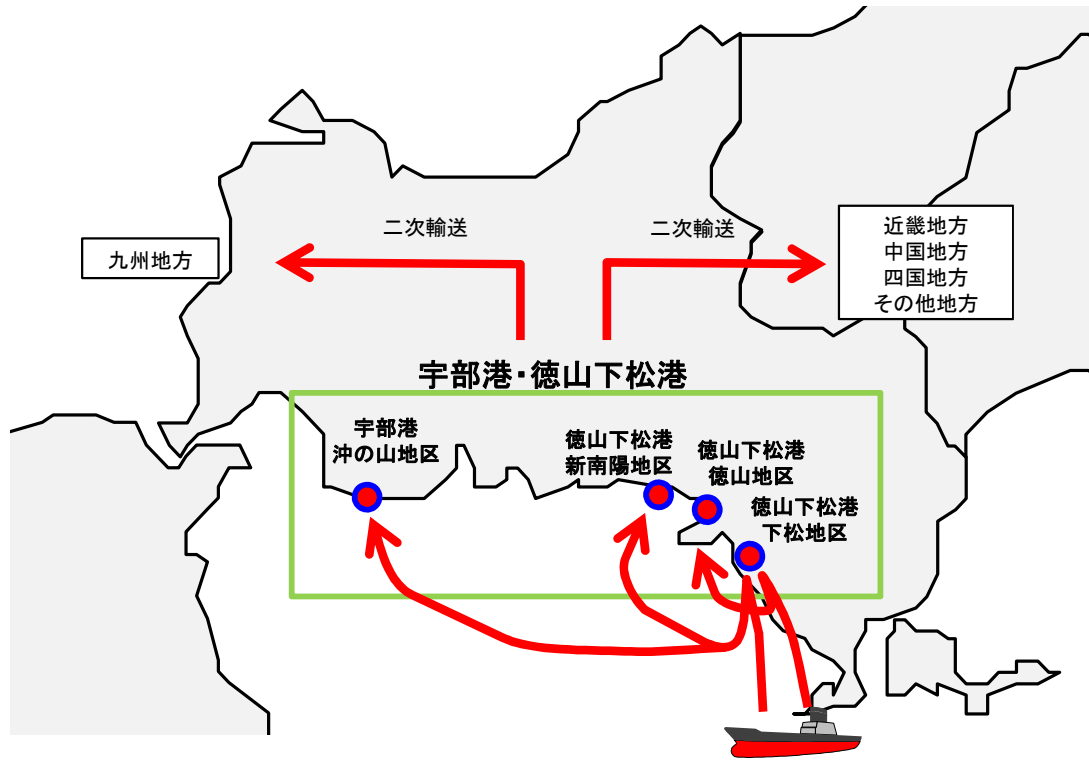 二次輸送
二次輸送
九州地方
近畿地方
中国地方
四国地方
その他地方
宇部港・徳山下松港
宇部港
沖の山地区
徳山下松港
新南陽地区
徳山下松港
徳山地区
徳山下松港
下松地区